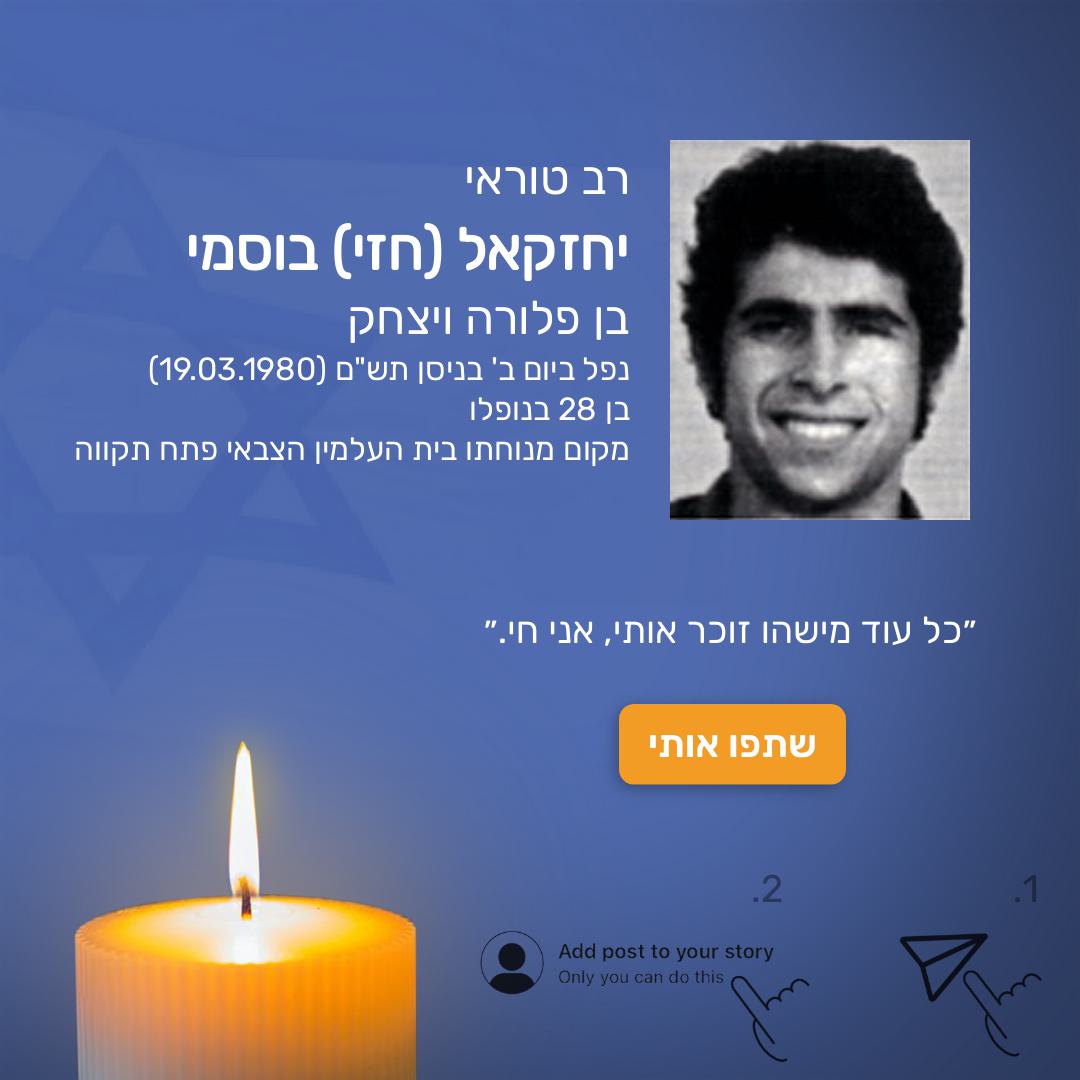 רב טוראי
יחזקאל (חזי) בוסמי
בן פלורה ויצחק
נפל ביום ב' בניסן תש"ם (19.03.1980)
בן 28 בנופלו
מקום מנוחתו בית העלמין הצבאי פתח תקווה
״כל עוד מישהו זוכר אותי, אני חי.״
שתפו אותי
1.
2.
Add post to your story
Only you can do this